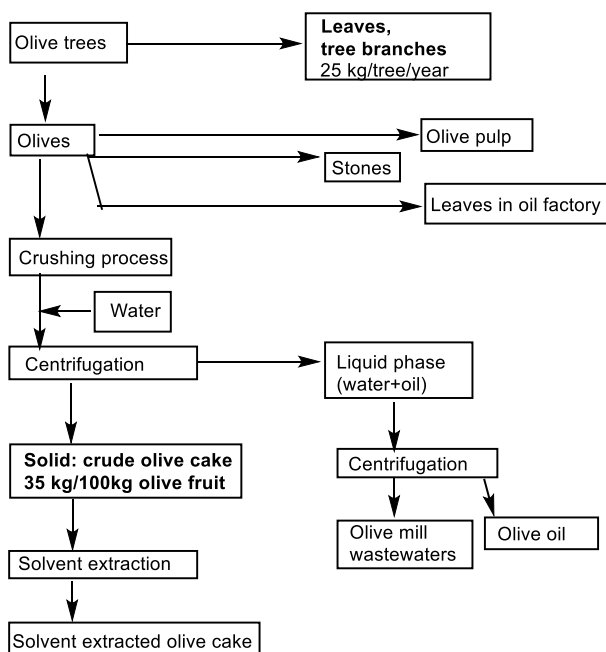 Olive trees
Leaves,
tree branches
25 kg/tree/year
Olives
Olive pulp
Stones
Leaves in oil factory
Crushing process
Water
Centrifugation
Liquid phase
(water+oil)
Solid: crude olive cake
35 kg/100kg olive fruit
Centrifugation
Olive mill
wastewaters
Olive oil
Solvent extraction
Solvent extracted olive cake